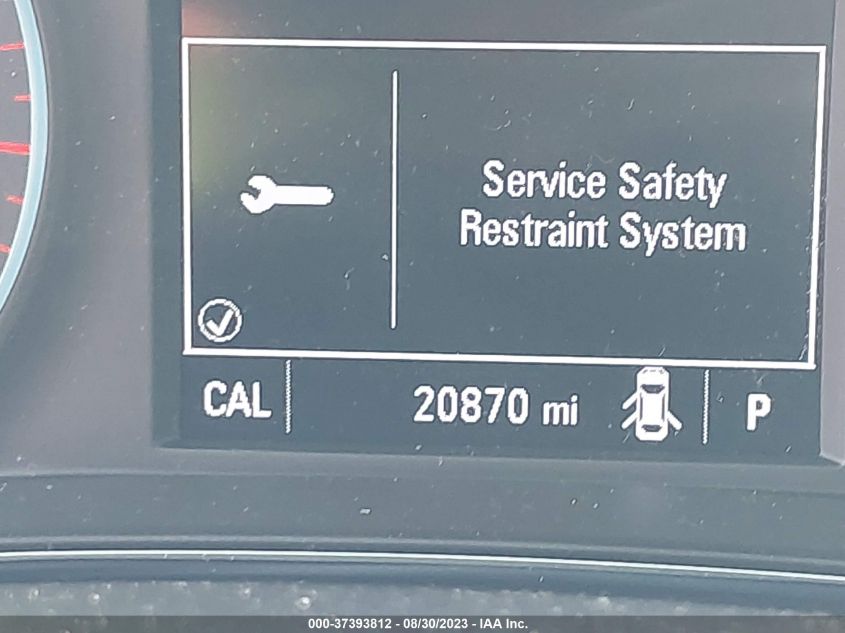 Service Safety
Restraint System
CAL
20870 mi
P
000-37393812 - 08/30/2023 - IAA Inc.